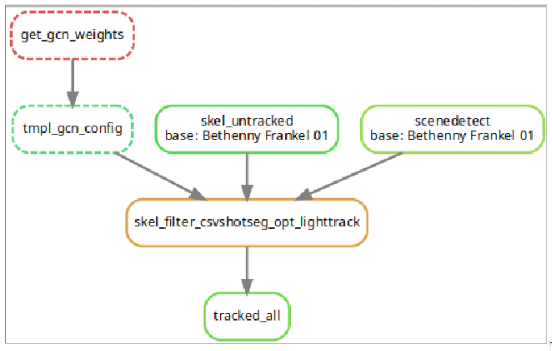 get_gcn_weights
tmpl_gcn_config
skel_untracked
base: Bethenny Frankel 01
scenedetect
base: Bethenny Frankel 01
skel_filter_csvshotseg_opt_lighttrack
tracked_all